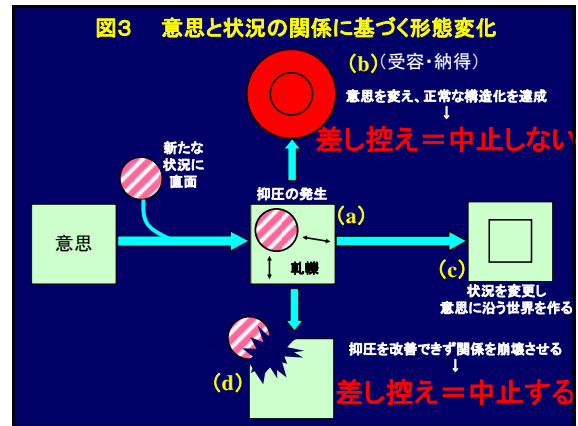 図3 意思と状況の関係に基づく形態変化
(b)(受容・納得)
意思を変え、正常な構造化を達成
↓
差し控え=中止しない
新たな
状況に
直面
抑圧の発生
(a)
意思
軋轢
(c)
状況を変更し
意思に沿う世界を作る
(d)
抑圧を改善できず関係を崩壊させる
↓
差し控え=中止する